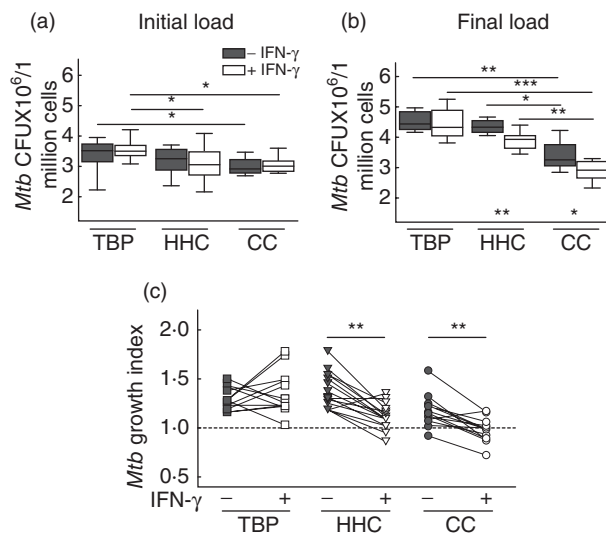 (a)
Initial load
Mtb CFUX10⁶/1
million cells
6
5
4
3
2
– IFN-γ
+ IFN-γ
*
*
*
TBP
HHC
CC
(b)
Final load
Mtb CFUX10⁶/1
million cells
6
5
4
3
2
**
***
*
**
**
*
TBP
HHC
CC
(c)
Mtb growth index
2·0
1·5
1·0
0·5
**
**
IFN-γ – + – + – +
TBP
HHC
CC